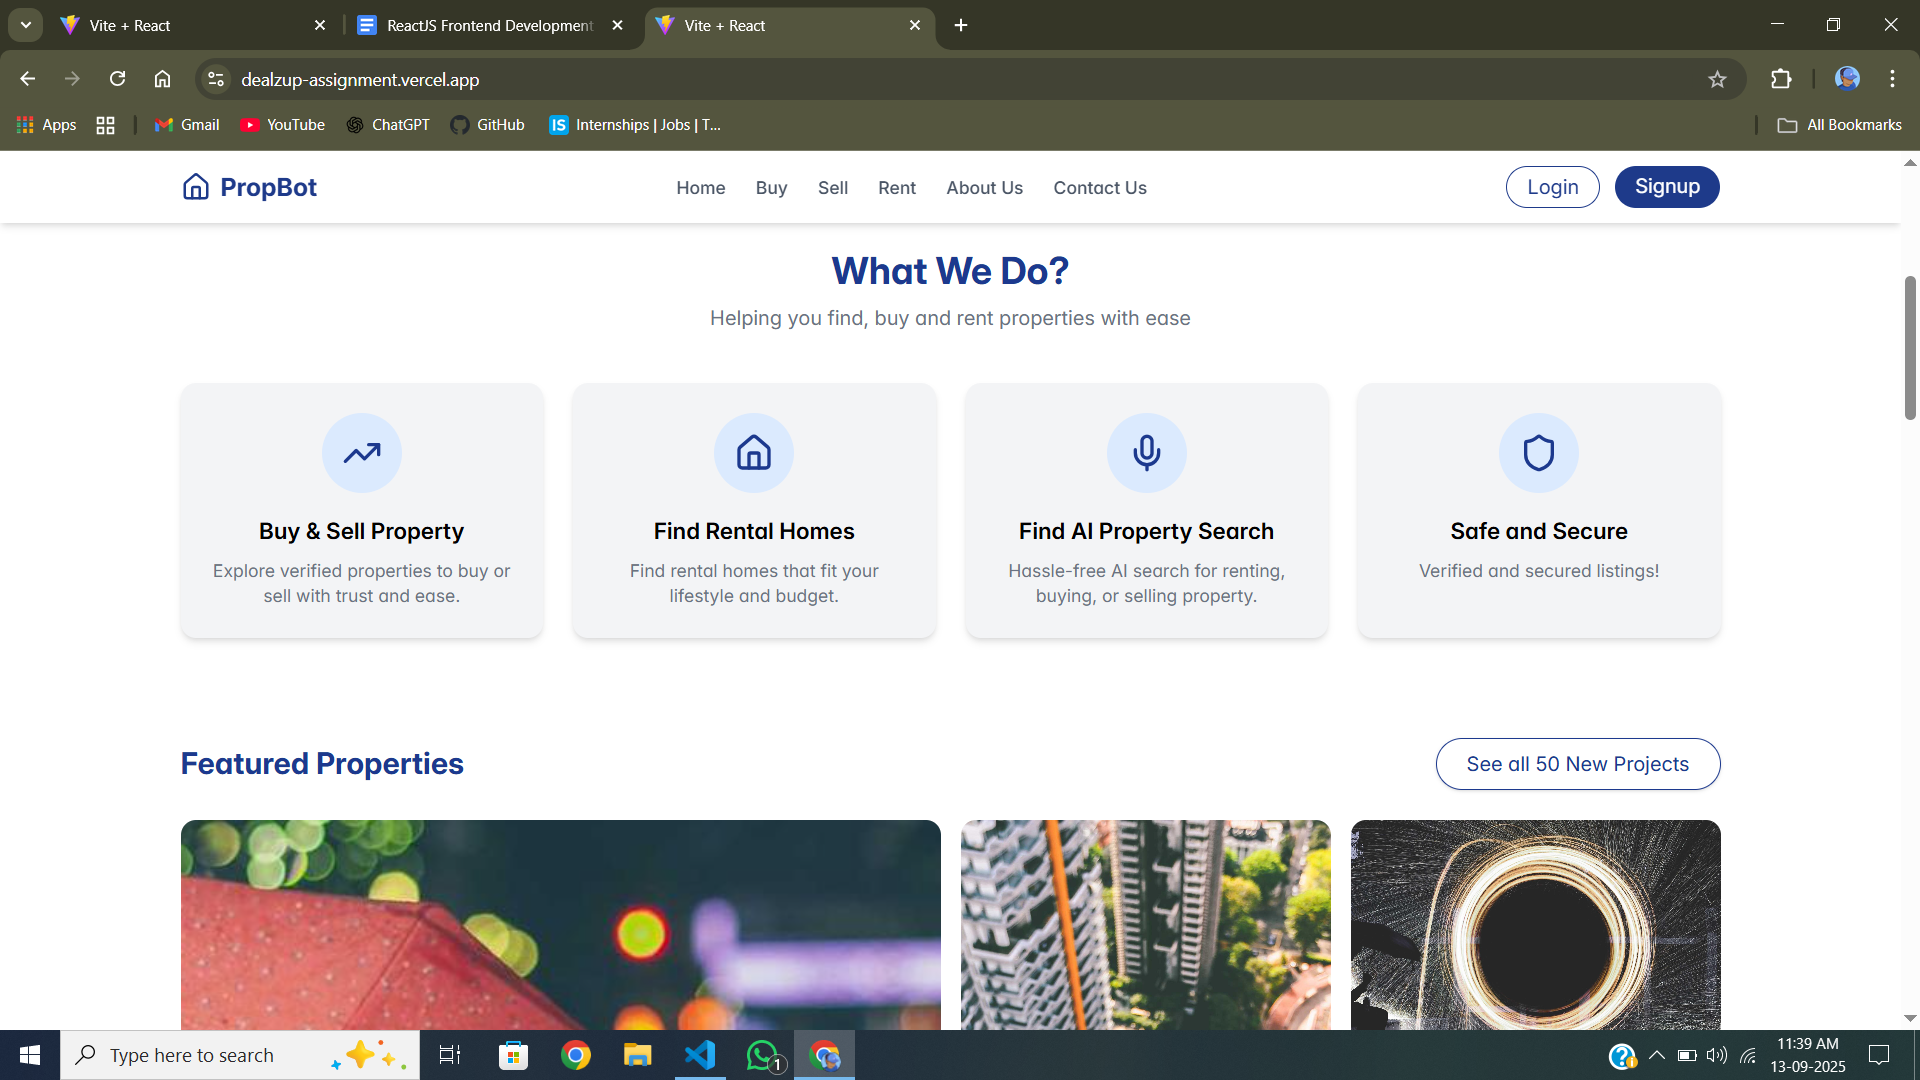 Vite + React
ReactJS Frontend Development
Vite + React
dealzup-assignment.vercel.app
Apps
Gmail
YouTube
ChatGPT
GitHub
IS Internships | Jobs | T...
All Bookmarks
PropBot
Home
Buy
Sell
Rent
About Us
Contact Us
Login
Signup
What We Do?
Helping you find, buy and rent properties with ease
Buy & Sell Property
Explore verified properties to buy or
sell with trust and ease.
Find Rental Homes
Find rental homes that fit your
lifestyle and budget.
Find AI Property Search
Hassle-free AI search for renting,
buying, or selling property.
Safe and Secure
Verified and secured listings!
Featured Properties
See all 50 New Projects
Type here to search
1
11:39 AM
13-09-2025